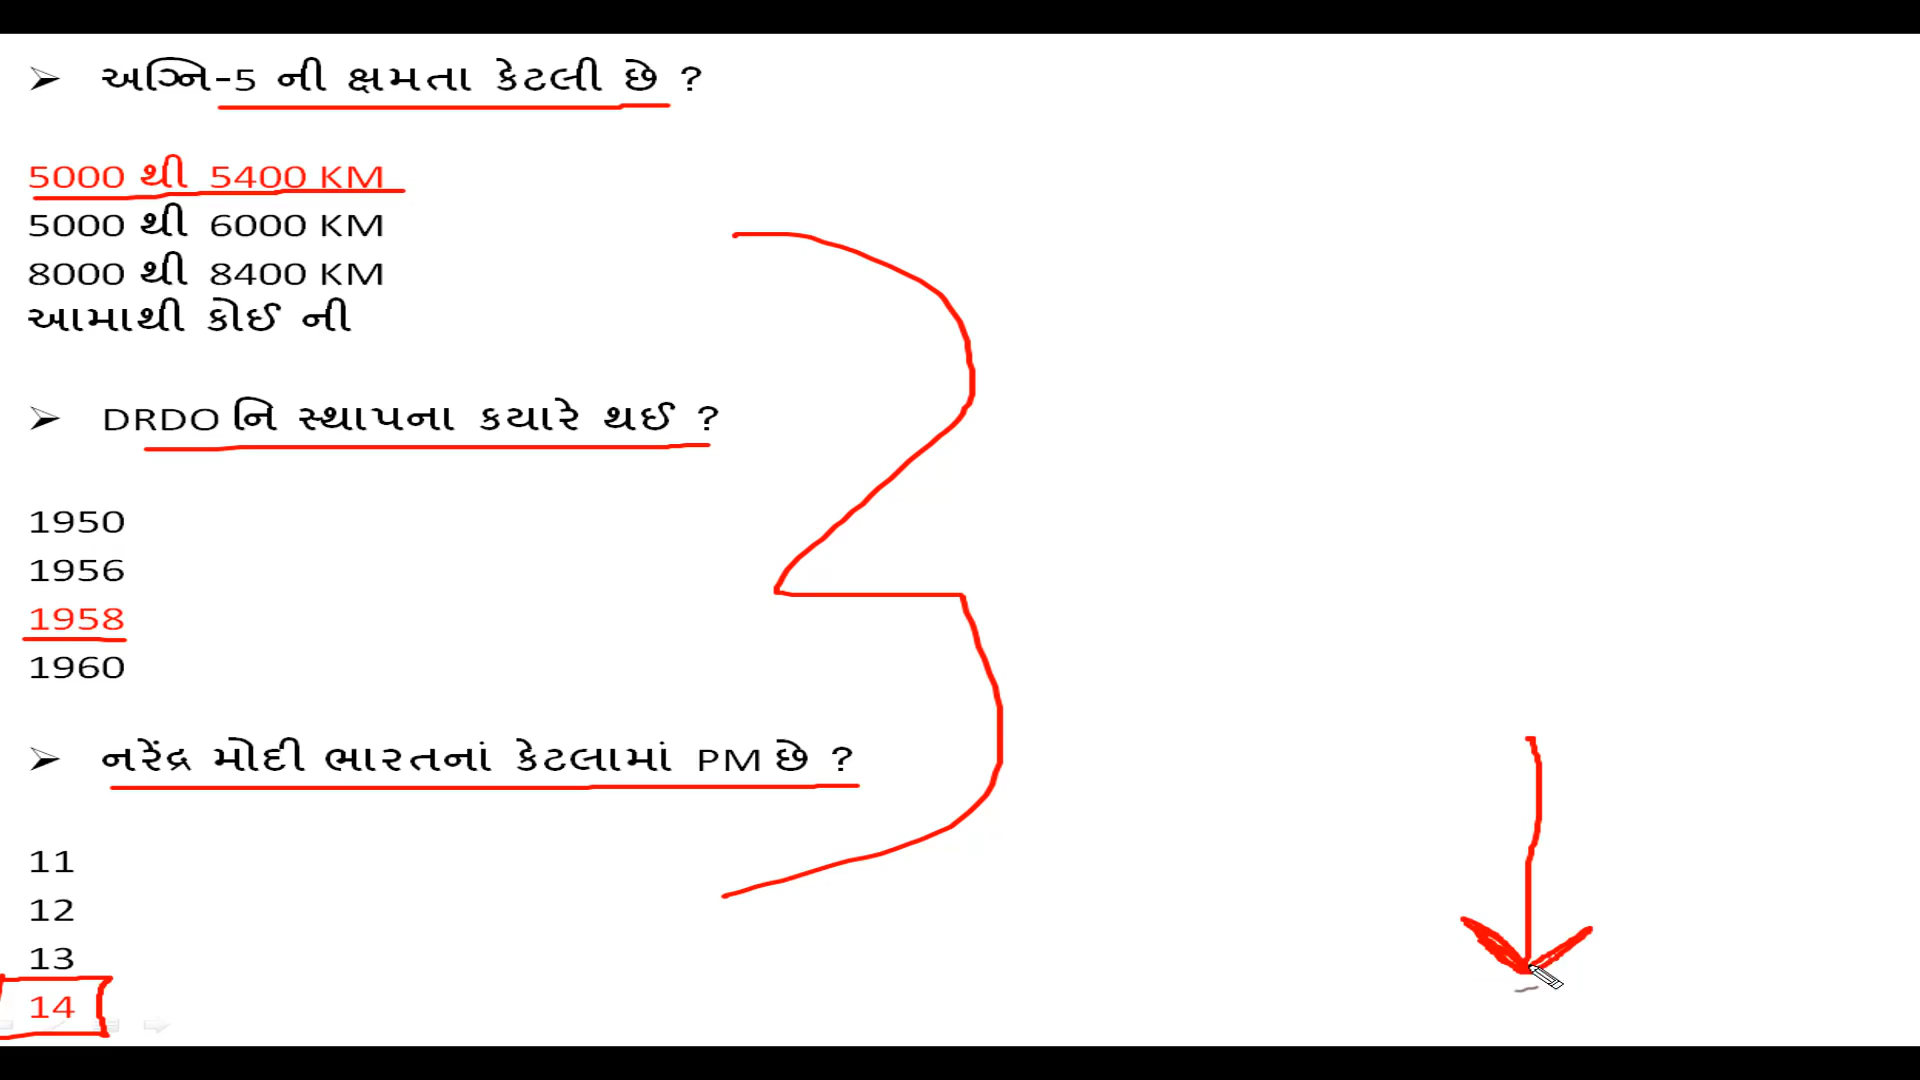 ➢ અગ્નિ-5 ની ક્ષમતા કેટલી છે ?
5000 થી 5400 KM
5000 થી 6000 KM
8000 થી 8400 KM
આમાથી કોઈ ની
➢ DRDO નિ સ્થાપના કયારે થઈ ?
1950
1956
1958
1960
➢ નરેંદ્ર મોદી ભારતનાં કેટલામાં PM છે ?
11
12
13
14